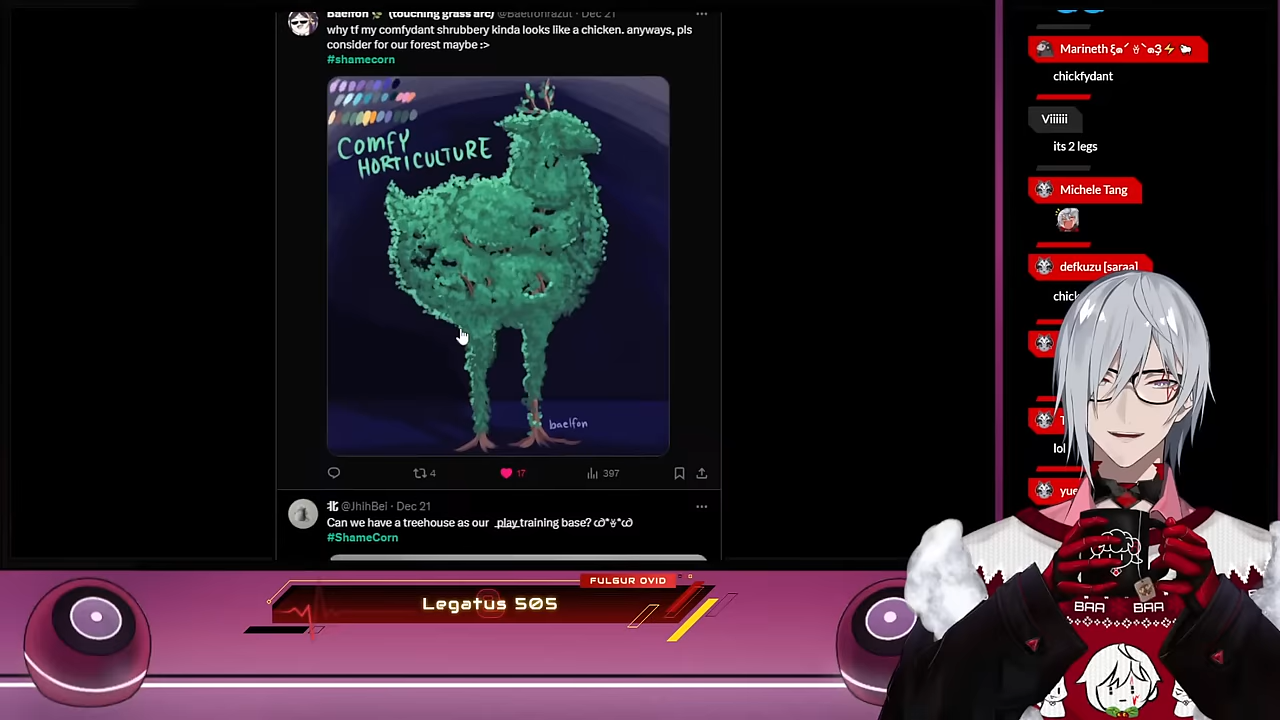 Baelfon (touching grass arc) @Baelfonrazut · Dec 21
why tf my comfydant shrubbery kinda looks like a chicken. anyways, pls
consider for our forest maybe :>
#shamecorn
COMFY
HORTICULTURE
baelfon
4
17
397
北 @JhihBei · Dec 21
Can we have a treehouse as our play training base?
#ShameCorn
Marineth
chickfydant
Viiiiii
its 2 legs
Michele Tang
defkuzu [saraa]
chick
lol
yue
FULGUR OVID
Legatus 505
BAA BAA